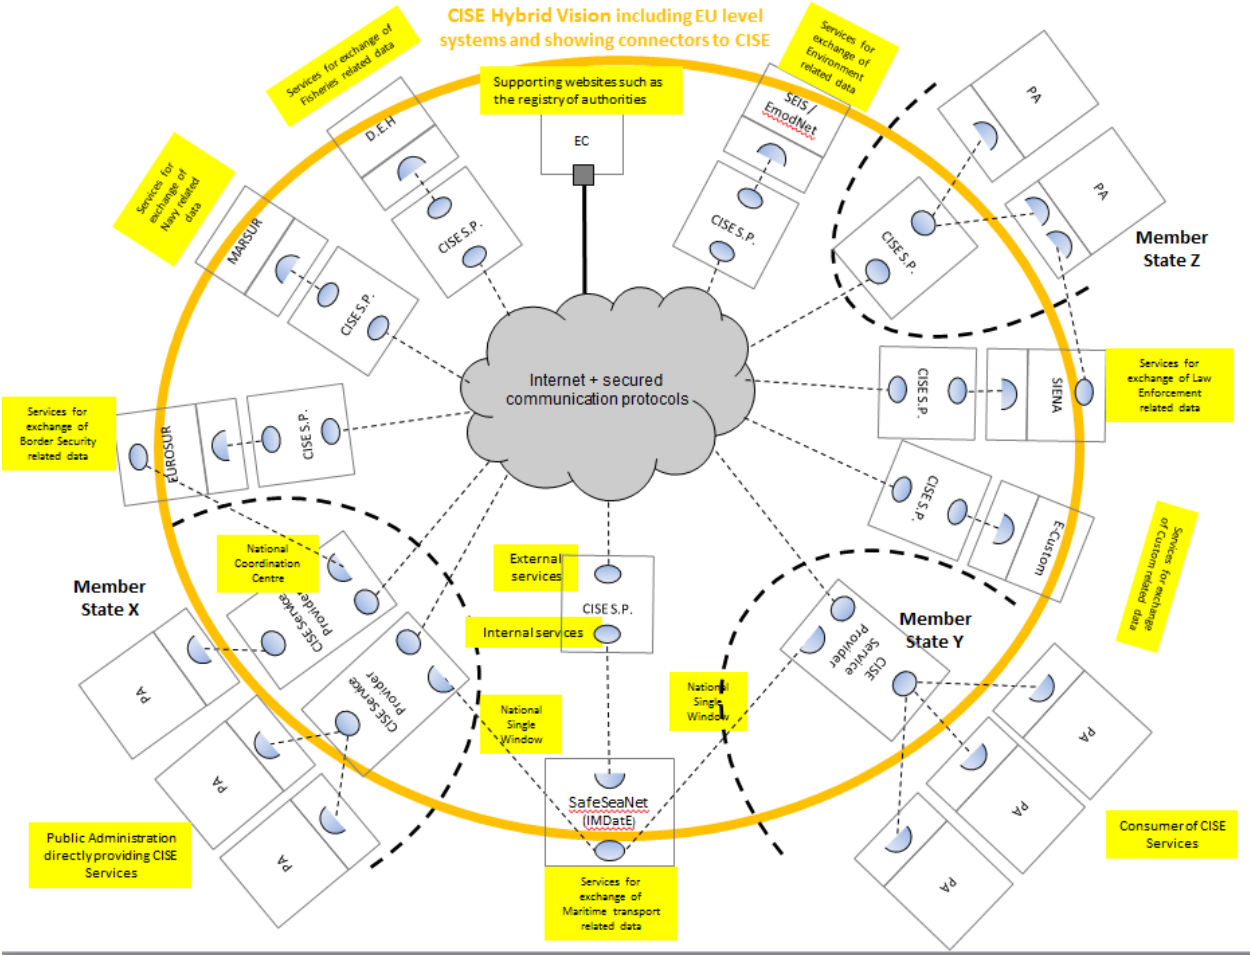 CISE Hybrid Vision including EU level
systems and showing connectors to CISE
Services for exchange of
Fisheries related data
Supporting websites such as
the registry of authorities
EC
Services for
exchange of
Environment
related data
SEIS /
EmodNet
CISE S.P.
D.E.H
CISE S.P.
Services for
exchange of
Navy related
data
MARSUR
CISE S.P.
PA
PA
CISE S.P.
Member
State Z
Internet + secured
communication protocols
CISE S.P.
SIENA
Services for
exchange of Law
Enforcement
related data
Services for
exchange of
Border Security
related data
EUROSUR
CISE S.P.
CISE S.P.
E-Custom
Services for exchange
of Custom related data
National
Coordination
Centre
Member
State X
CISE Service
Provider
CISE Service
Provider
PA
PA
PA
External
services
CISE S.P.
Internal services
National
Single
Window
National
Single
Window
Member
State Y
CISE
Service
Provider
PA
PA
PA
SafeSeaNet
(IMDatE)
Services for
exchange of
Maritime transport
related data
Public Administration
directly providing CISE
Services
Consumer of CISE
Services